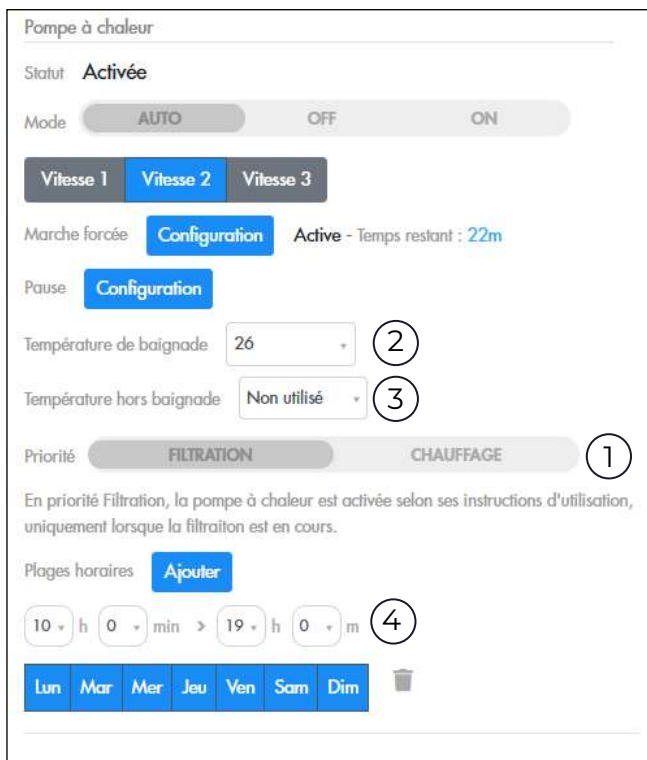 Pompe à chaleur
Statut Activée
Mode AUTO OFF ON
Vitesse 1 Vitesse 2 Vitesse 3
Marche forcée Configuration Active - Temps restant : 22m
Pause Configuration
Température de baignade 26 2
Température hors baignade Non utilisé 3
Priorité FILTRATION CHAUFFAGE 1
En priorité Filtration, la pompe à chaleur est activée selon ses instructions d'utilisation,
uniquement lorsque la filtraiton est en cours.
Plages horaires Ajouter
10 h 0 min > 19 h 0 m 4
Lun Mar Mer Jeu Ven Sam Dim